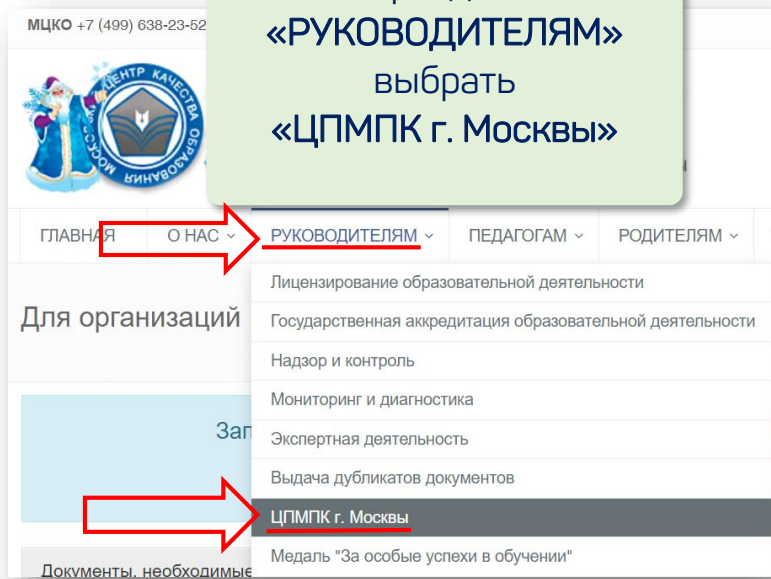 МЦКО +7 (499) 638-23-52
«РУКОВОДИТЕЛЯМ»
выбрать
«ЦПМПК г. Москвы»
МОСКОВСКИЙ ЦЕНТР КАЧЕСТВА ОБРАЗОВАНИЯ
ГЛАВНАЯ О НАС РУКОВОДИТЕЛЯМ ПЕДАГОГАМ РОДИТЕЛЯМ
Для организаций
Лицензирование образовательной деятельности
Государственная аккредитация образовательной деятельности
Надзор и контроль
Мониторинг и диагностика
Экспертная деятельность
Выдача дубликатов документов
ЦПМПК г. Москвы
Медаль "За особые успехи в обучении"
Зап
Документы, необходимые